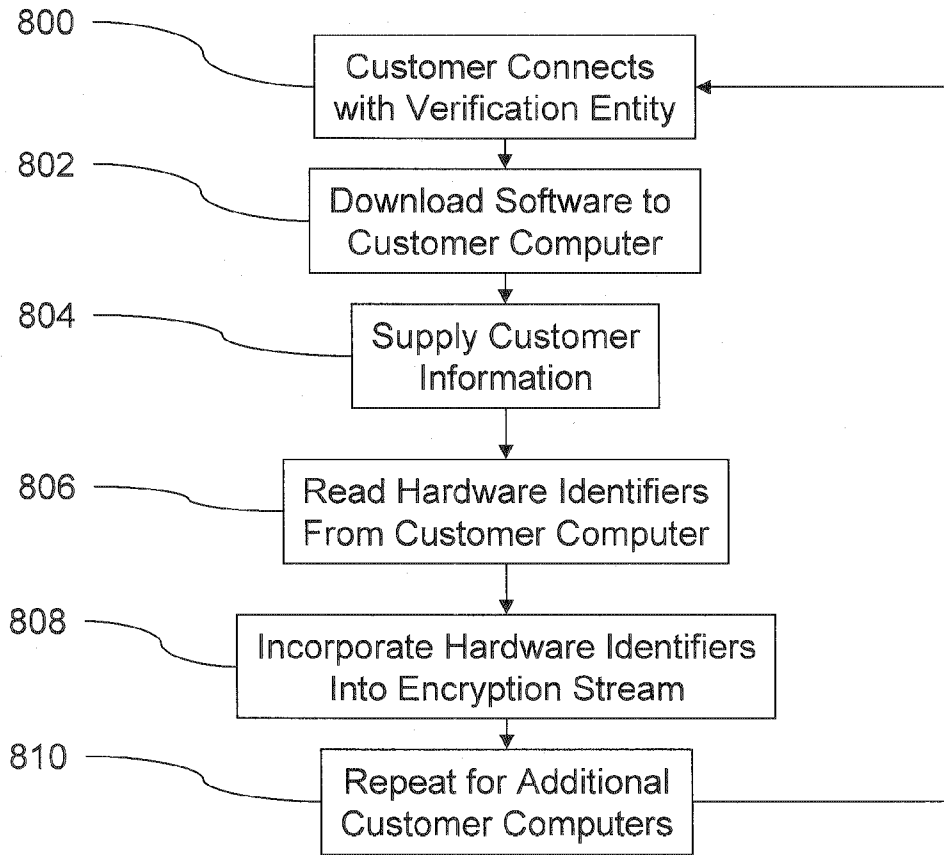 800
Customer Connects
with Verification Entity
802
Download Software to
Customer Computer
804
Supply Customer
Information
806
Read Hardware Identifiers
From Customer Computer
808
Incorporate Hardware Identifiers
Into Encryption Stream
810
Repeat for Additional
Customer Computers